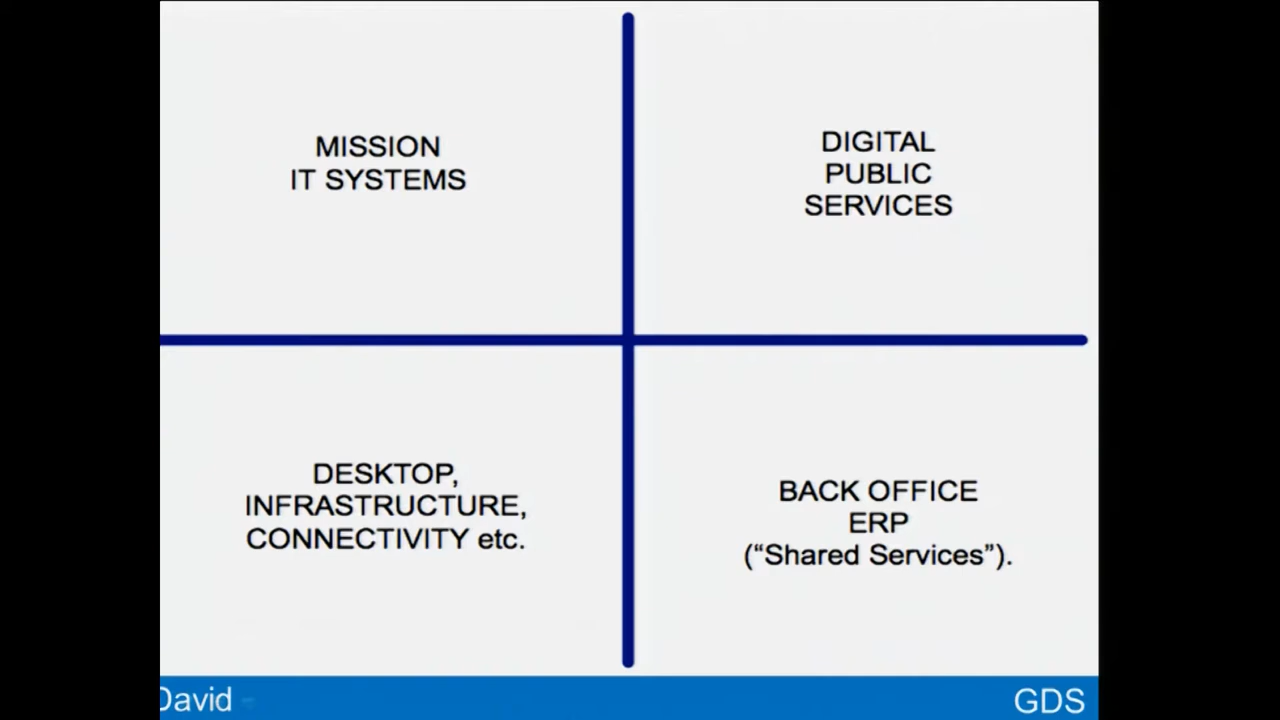 MISSION
IT SYSTEMS
DIGITAL
PUBLIC
SERVICES
DESKTOP,
INFRASTRUCTURE,
CONNECTIVITY etc.
BACK OFFICE
ERP
(“Shared Services”).
David -
GDS